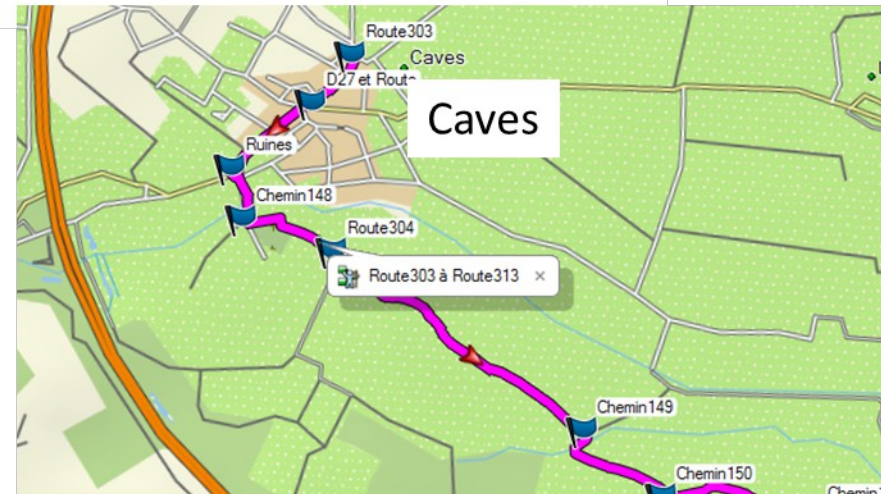 Route303
Caves
D27 et Route
Caves
Ruines
Chemin148
Route304
Route303 à Route313 ×
Chemin149
Chemin150